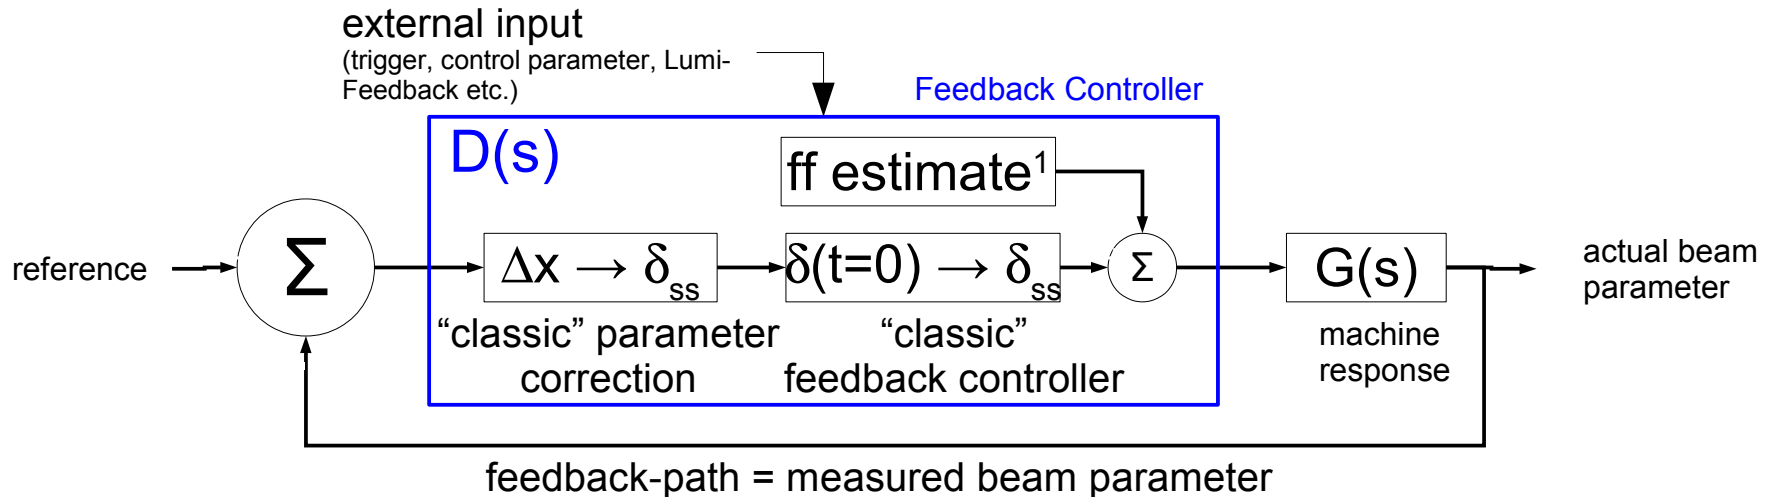 external input
(trigger, control parameter, Lumi-
Feedback etc.)
Feedback Controller
D(s)
ff estimate¹
reference
Σ
Δx → δss
δ(t=0) → δss
Σ
G(s)
actual beam
parameter
“classic” parameter
correction
“classic”
feedback controller
machine
response
feedback-path = measured beam parameter